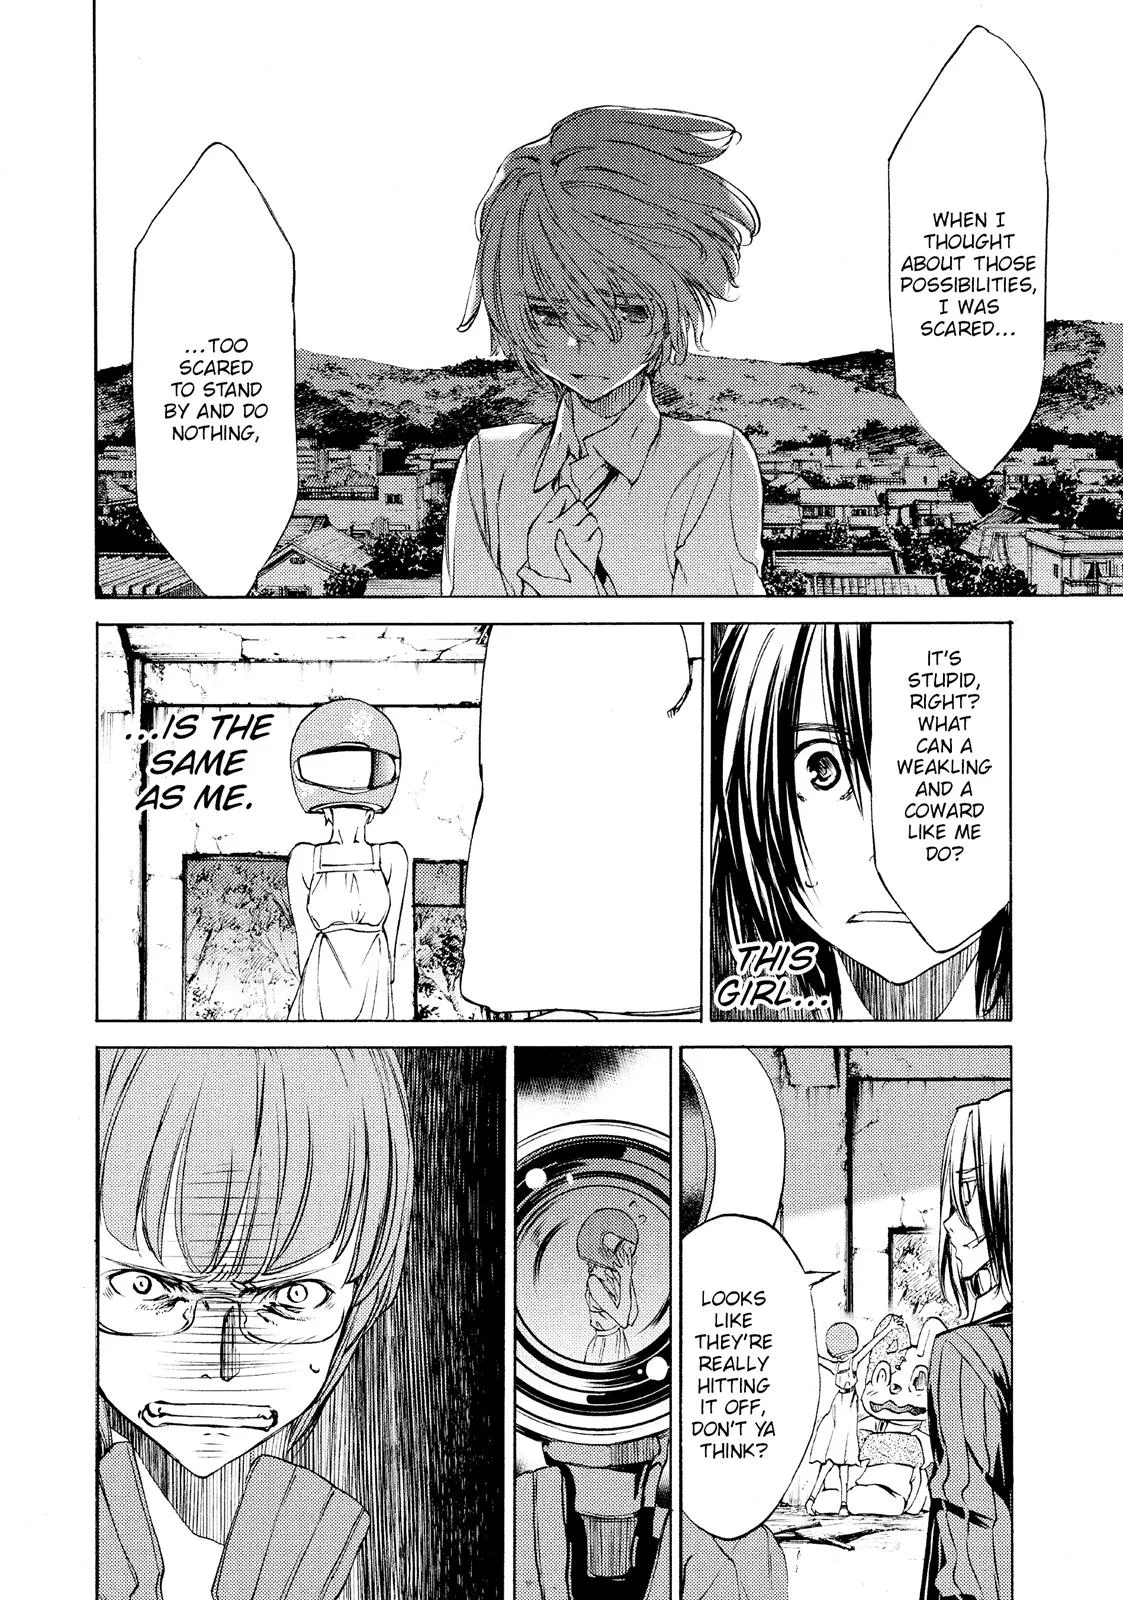 WHEN I
THOUGHT
ABOUT THOSE
POSSIBILITIES,
I WAS
SCARED...
...TOO
SCARED
TO STAND
BY AND DO
NOTHING,
IT'S
STUPID,
RIGHT?
WHAT
CAN A
WEAKLING
AND A
COWARD
LIKE ME
DO?
THIS
GIRL...
...IS THE
SAME
AS ME.
LOOKS
LIKE
THEY'RE
REALLY
HITTING
IT OFF,
DON'T YA
THINK?